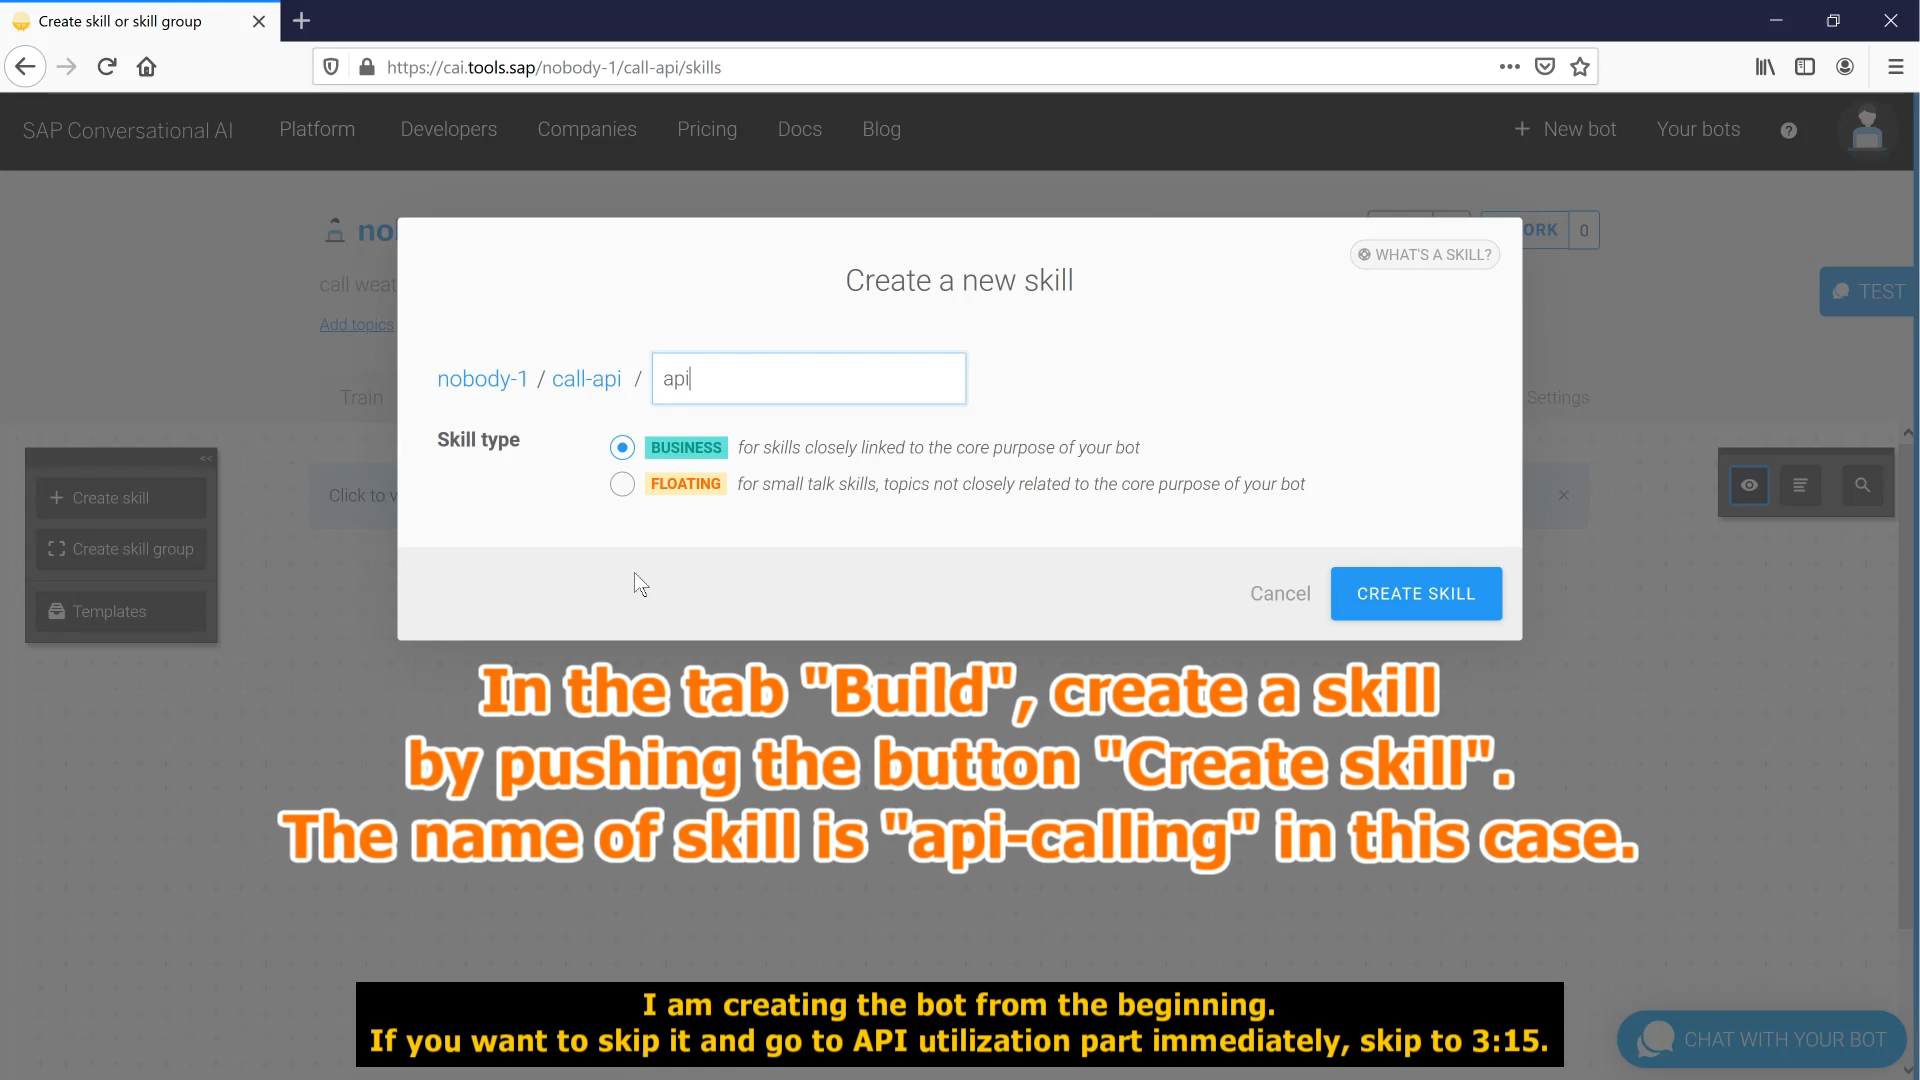 Create skill or skill group
https://cai.tools.sap/nobody-1/call-api/skills
SAP Conversational AI Platform Developers Companies Pricing Docs Blog + New bot Your bots ?
ORK 0
call weat
Add topics
TEST
WHAT'S A SKILL?
Create a new skill
nobody-1 / call-api / api
Train
Settings
Skill type
BUSINESS for skills closely linked to the core purpose of your bot
FLOATING for small talk skills, topics not closely related to the core purpose of your bot
<<
+ Create skill
Create skill group
Templates
Click to v
Cancel CREATE SKILL
In the tab "Build", create a skill
by pushing the button "Create skill".
The name of skill is "api-calling" in this case.
I am creating the bot from the beginning.
If you want to skip it and go to API utilization part immediately, skip to 3:15.
CHAT WITH YOUR BOT